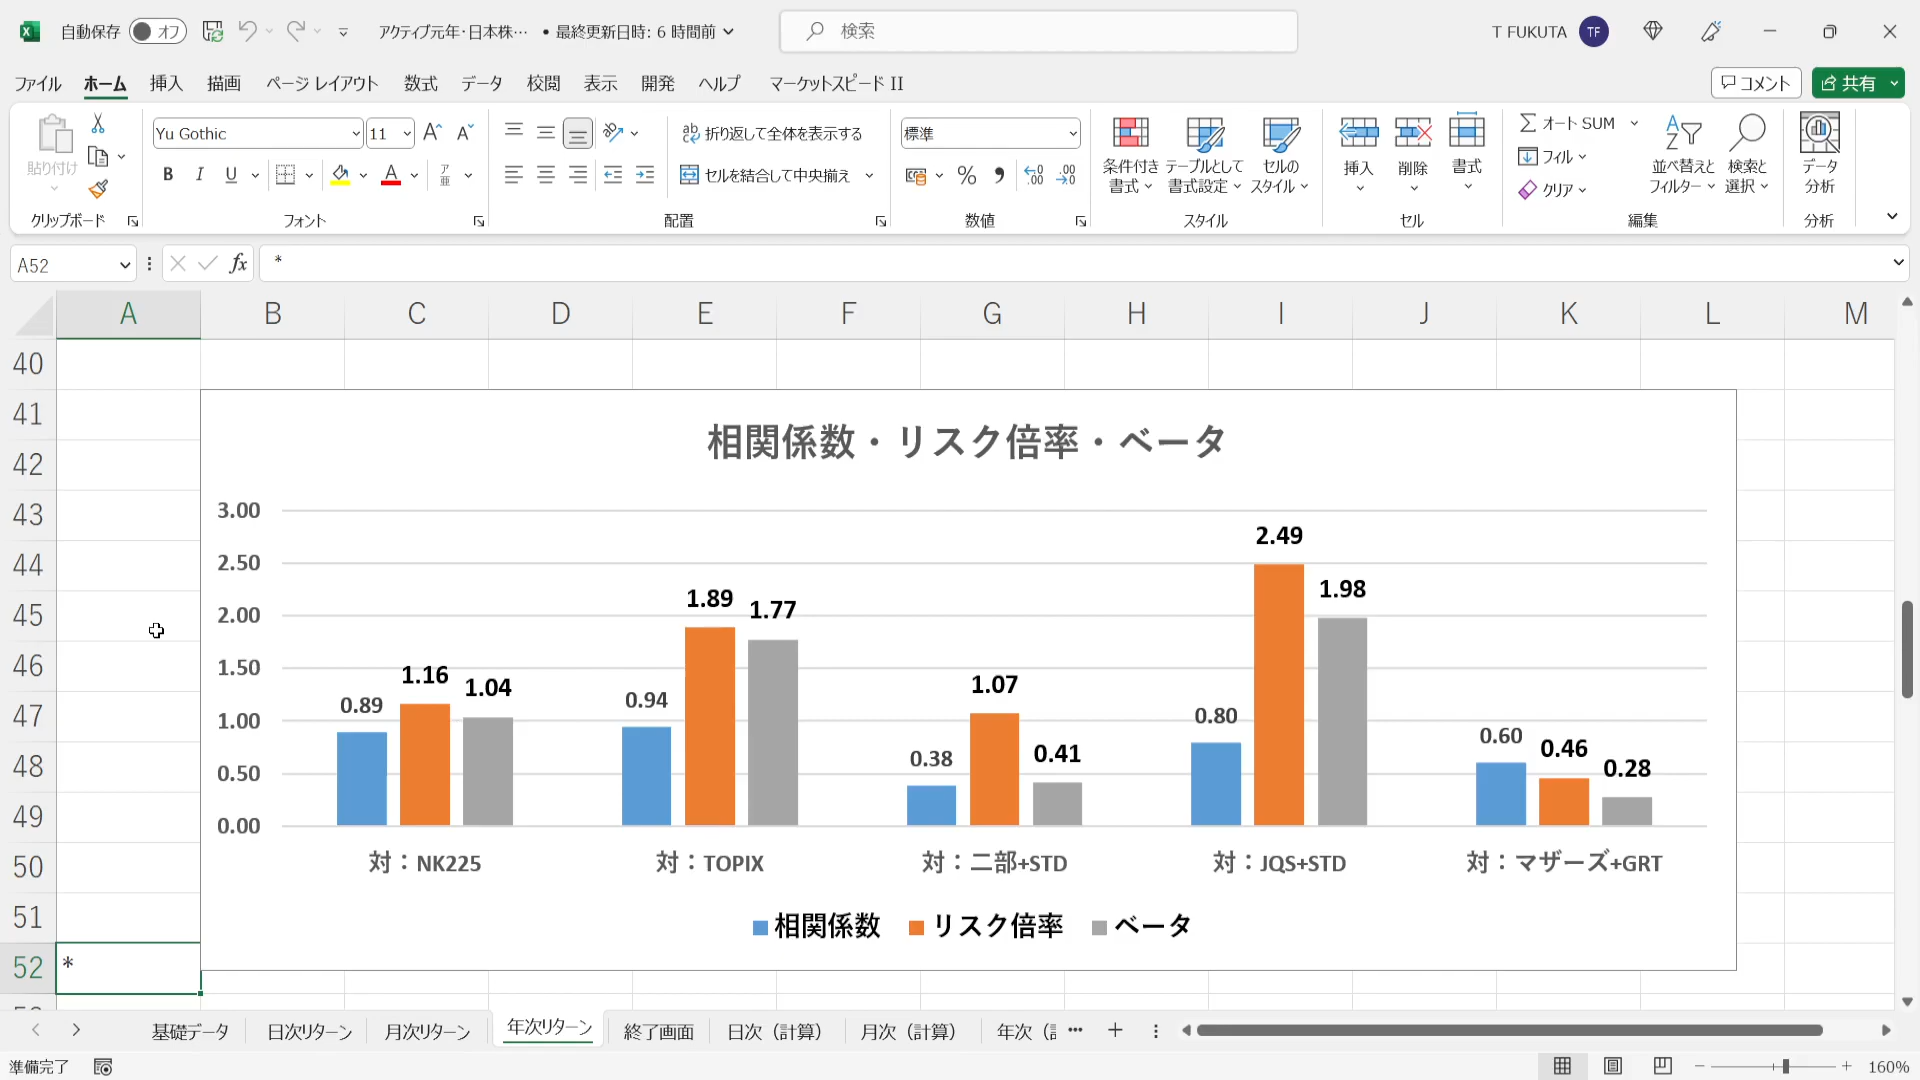 自動保存 オフ アクティブ元年・日本株… • 最終更新日時: 6 時間前 検索 T FUKUTA TF
ファイル ホーム 挿入 描画 ページ レイアウト 数式 データ 校閲 表示 開発 ヘルプ マーケットスピード II コメント 共有
貼り付け
クリップボード
Yu Gothic 11 A A
B I U A ア亜
フォント
ab 折り返して全体を表示する
セルを結合して中央揃え
配置
標準
% 9 .00 .00
数値
条件付き書式 テーブルとして書式設定 セルのスタイル
スタイル
挿入 削除 書式
セル
Σ オート SUM
フィル
クリア
並べ替えとフィルター 検索と選択
編集
データ分析
分析
A52 fx *
A B C D E F G H I J K L M
40
41
42
43
44
45
46
47
48
49
50
51
52 *
相関係数・リスク倍率・ベータ
3.00
2.50
2.00
1.50
1.00
0.50
0.00
0.89 1.16 1.04
0.94 1.89 1.77
0.38 1.07 0.41
0.80 2.49 1.98
0.60 0.46 0.28
対：NK225 対：TOPIX 対：二部+STD 対：JQS+STD 対：マザーズ+GRT
相関係数 リスク倍率 ベータ
基礎データ 日次リターン 月次リターン 年次リターン 終了画面 日次（計算） 月次（計算） 年次（ ••• +
準備完了 160%